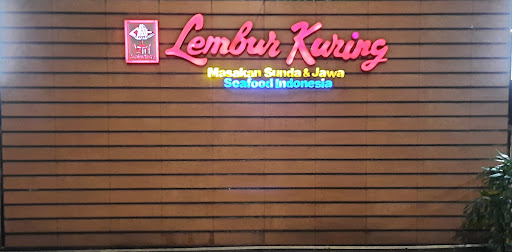 Lembur Kuring
Masakan Sunda & Jawa
Seafood Indonesia